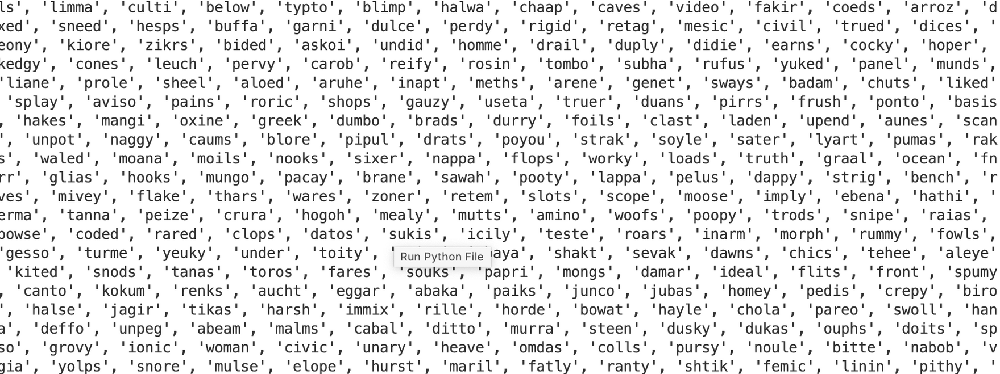 ls', 'limma', 'culti', 'below', 'typto', 'blimp', 'halwa', 'chaap', 'caves', 'video', 'fakir', 'coeds', 'arroz', 'd
xed', 'sneed', 'hesps', 'buffa', 'garni', 'dulce', 'perdy', 'rigid', 'retag', 'mesic', 'civil', 'trued', 'dices', '
eony', 'kiore', 'zikrs', 'bided', 'askoi', 'undid', 'homme', 'drail', 'duply', 'didie', 'earns', 'cocky', 'hoper',
kedgy', 'cones', 'leuch', 'pervy', 'carob', 'reify', 'rosin', 'tombo', 'subha', 'rufus', 'yuked', 'panel', 'munds',
'liane', 'prole', 'sheel', 'aloed', 'aruhe', 'inapt', 'meths', 'arene', 'genet', 'sways', 'badam', 'chuts', 'liked'
'splay', 'aviso', 'pains', 'roric', 'shops', 'gauzy', 'useta', 'truer', 'duans', 'pirrs', 'frush', 'ponto', 'basis
, 'hakes', 'mangi', 'oxine', 'greek', 'dumbo', 'brads', 'durry', 'foils', 'clast', 'laden', 'upend', 'aunes', 'scan
', 'unpot', 'naggy', 'caums', 'blore', 'pipul', 'drats', 'poyou', 'strak', 'soyle', 'sater', 'lyart', 'pumas', 'rak
s', 'waled', 'moana', 'moils', 'nooks', 'sixer', 'nappa', 'flops', 'worky', 'loads', 'truth', 'graal', 'ocean', 'fn
rr', 'glias', 'hooks', 'mungo', 'pacay', 'brane', 'sawah', 'pooty', 'lappa', 'pelus', 'dappy', 'strig', 'bench', 'r
ves', 'mivey', 'flake', 'thars', 'wares', 'zoner', 'retem', 'slots', 'scope', 'moose', 'imply', 'ebena', 'hathi', '
erma', 'tanna', 'peize', 'crura', 'hogoh', 'mealy', 'mutts', 'amino', 'woofs', 'poopy', 'trods', 'snipe', 'raias',
bowse', 'coded', 'rared', 'clops', 'datos', 'sukis', 'icily', 'teste', 'roars', 'inarm', 'morph', 'rummy', 'fowls',
'gesso', 'turme', 'yeuky', 'under', 'toity', 'shakt', 'sevak', 'dawns', 'chics', 'tehee', 'aleye'
Run Python File
'kited', 'snods', 'tanas', 'toros', 'fares', 'souks', 'papri', 'mongs', 'damar', 'ideal', 'flits', 'front', 'spumy
, 'canto', 'kokum', 'renks', 'aucht', 'eggar', 'abaka', 'paiks', 'junco', 'jubas', 'homey', 'pedis', 'crepy', 'biro
', 'halse', 'jagir', 'tikas', 'harsh', 'immix', 'rille', 'horde', 'bowat', 'hayle', 'chola', 'pareo', 'swoll', 'han
a', 'deffo', 'unpeg', 'abeam', 'malms', 'cabal', 'ditto', 'murra', 'steen', 'dusky', 'dukas', 'ouphs', 'doits', 'sp
so', 'grovy', 'ionic', 'woman', 'civic', 'unary', 'heave', 'omdas', 'colls', 'pursy', 'noule', 'bitte', 'nabob', 'v
gia', 'yolps', 'snore', 'mulse', 'elope', 'hurst', 'maril', 'fatly', 'ranty', 'shtik', 'femic', 'linin', 'pithy', '